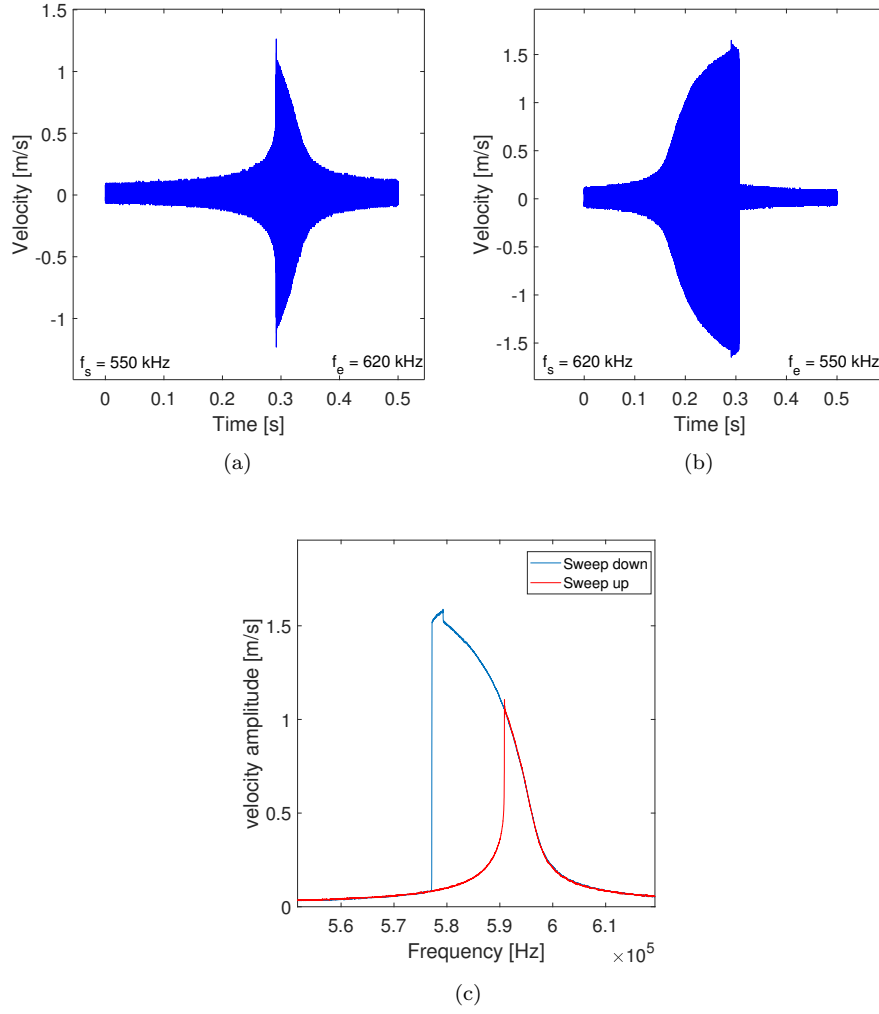 1.5
1
0.5
0
-0.5
-1
Velocity [m/s]
f_s = 550 kHz
f_e = 620 kHz
0 0.1 0.2 0.3 0.4 0.5
Time [s]
(a)
1.5
1
0.5
0
-0.5
-1
-1.5
Velocity [m/s]
f_s = 620 kHz
f_e = 550 kHz
0 0.1 0.2 0.3 0.4 0.5
Time [s]
(b)
Sweep down
Sweep up
1.5
1
0.5
0
velocity amplitude [m/s]
5.6 5.7 5.8 5.9 6 6.1
Frequency [Hz]
×10^5
(c)